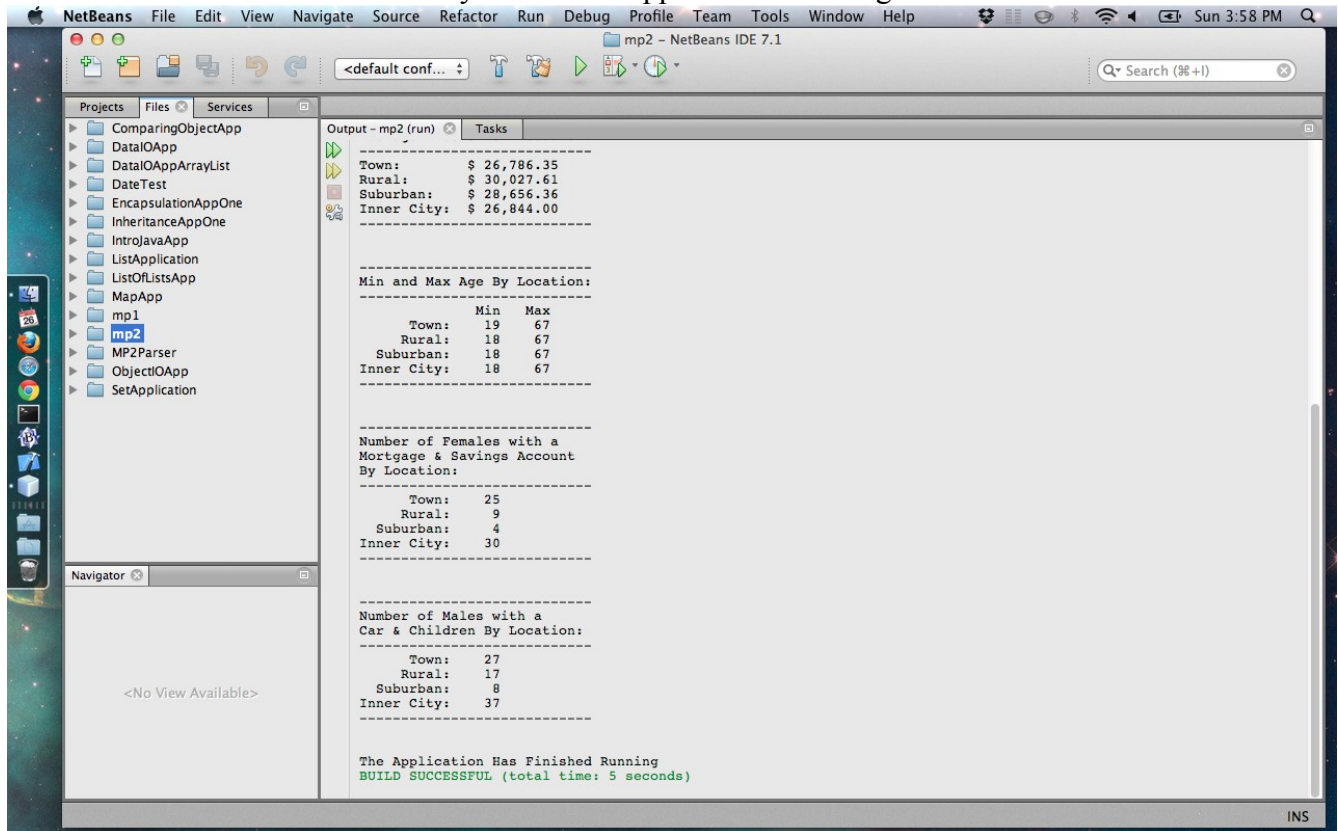 NetBeans File Edit View Navigate Source Refactor Run Debug Profile Team Tools Window Help Sun 3:58 PM
mp2 – NetBeans IDE 7.1
<default conf...
Search (⌘+I)
Projects Files Services
ComparingObjectApp
DataIOApp
DataIOAppArrayList
DateTest
EncapsulationAppOne
InheritanceAppOne
IntroJavaApp
ListApplication
ListOfListsApp
MapApp
mp1
mp2
MP2Parser
ObjectIOApp
SetApplication
Navigator
<No View Available>
Output – mp2 (run) Tasks
-----------------------------
Town: $ 26,786.35
Rural: $ 30,027.61
Suburban: $ 28,656.36
Inner City: $ 26,844.00
-----------------------------
-----------------------------
Min and Max Age By Location:
-----------------------------
Min Max
Town: 19 67
Rural: 18 67
Suburban: 18 67
Inner City: 18 67
-----------------------------
-----------------------------
Number of Females with a
Mortgage & Savings Account
By Location:
-----------------------------
Town: 25
Rural: 9
Suburban: 4
Inner City: 30
-----------------------------
-----------------------------
Number of Males with a
Car & Children By Location:
-----------------------------
Town: 27
Rural: 17
Suburban: 8
Inner City: 37
-----------------------------
The Application Has Finished Running
BUILD SUCCESSFUL (total time: 5 seconds)
INS
26